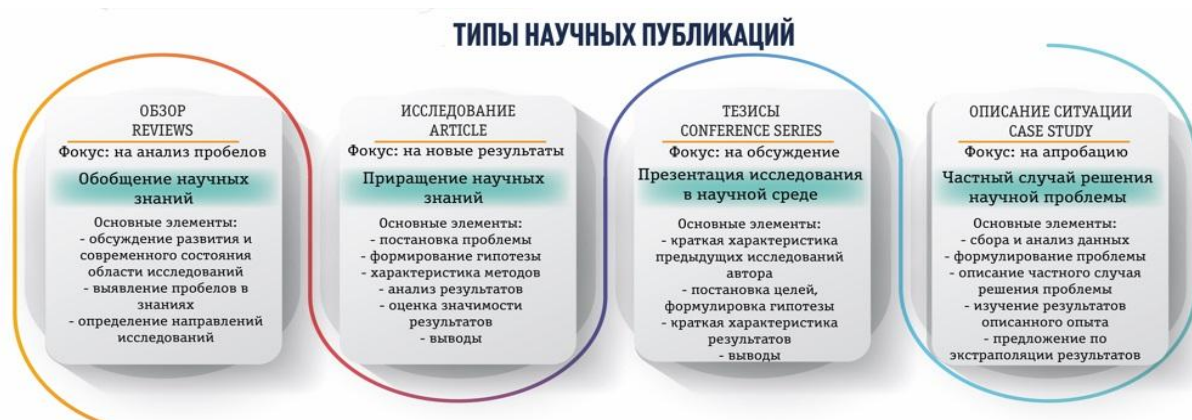 ТИПЫ НАУЧНЫХ ПУБЛИКАЦИЙ
ОБЗОР
REVIEWS
Фокус: на анализ пробелов
Обобщение научных
знаний
Основные элементы:
- обсуждение развития и
современного состояния
области исследований
- выявление пробелов в
знаниях
- определение направлений
исследований
ИССЛЕДОВАНИЕ
ARTICLE
Фокус: на новые результаты
Приращение научных
знаний
Основные элементы:
- постановка проблемы
- формирование гипотезы
- характеристика методов
- анализ результатов
- оценка значимости
результатов
- выводы
ТЕЗИСЫ
CONFERENCE SERIES
Фокус: на обсуждение
Презентация исследования
в научной среде
Основные элементы:
- краткая характеристика
предыдущих исследований
автора
- постановка целей,
формулировка гипотезы
- краткая характеристика
результатов
- выводы
ОПИСАНИЕ СИТУАЦИИ
CASE STUDY
Фокус: на апробацию
Частный случай решения
научной проблемы
Основные элементы:
- сбора и анализ данных
- формулирование проблемы
- описание частного случая
решения проблемы
- изучение результатов
описанного опыта
- предложение по
экстраполяции результатов